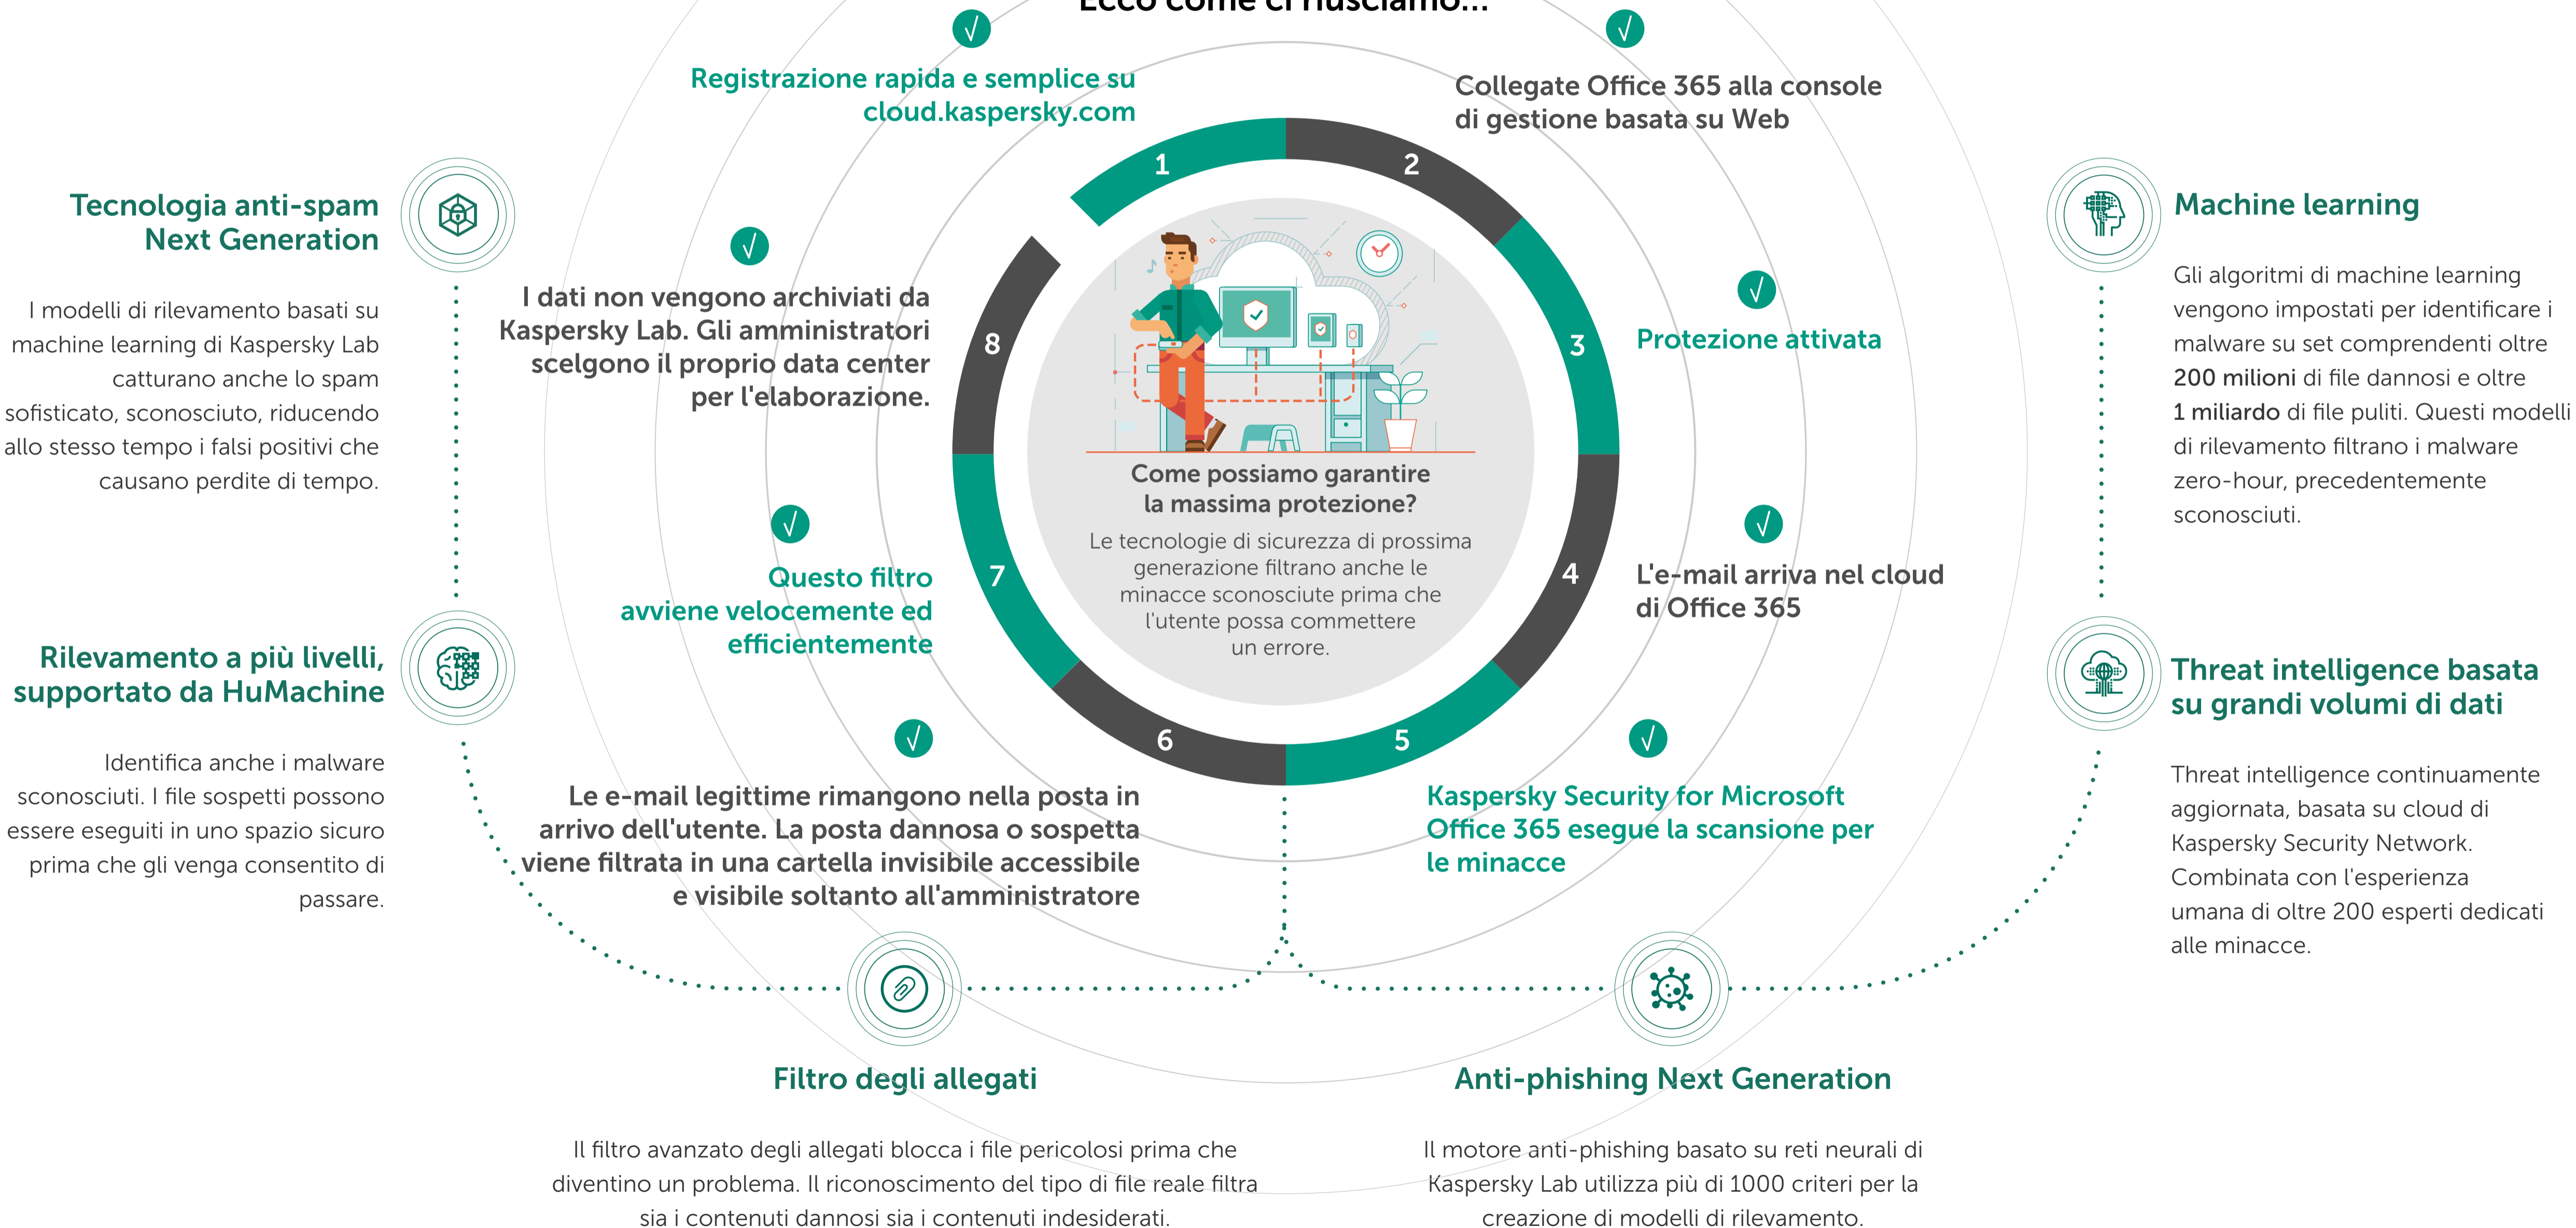 Ecco come ci riusciamo...
Registrazione rapida e semplice su
cloud.kaspersky.com
Collegate Office 365 alla console
di gestione basata su Web
1
2
3
4
5
6
7
8
Protezione attivata
L'e-mail arriva nel cloud
di Office 365
Kaspersky Security for Microsoft
Office 365 esegue la scansione per
le minacce
Le e-mail legittime rimangono nella posta in
arrivo dell'utente. La posta dannosa o sospetta
viene filtrata in una cartella invisibile accessibile
e visibile soltanto all'amministratore
Questo filtro
avviene velocemente ed
efficientemente
I dati non vengono archiviati da
Kaspersky Lab. Gli amministratori
scelgono il proprio data center
per l'elaborazione.
Come possiamo garantire
la massima protezione?
Le tecnologie di sicurezza di prossima
generazione filtrano anche le
minacce sconosciute prima che
l'utente possa commettere
un errore.
Tecnologia anti-spam
Next Generation
I modelli di rilevamento basati su
machine learning di Kaspersky Lab
catturano anche lo spam
sofisticato, sconosciuto, riducendo
allo stesso tempo i falsi positivi che
causano perdite di tempo.
Rilevamento a più livelli,
supportato da HuMachine
Identifica anche i malware
sconosciuti. I file sospetti possono
essere eseguiti in uno spazio sicuro
prima che gli venga consentito di
passare.
Machine learning
Gli algoritmi di machine learning
vengono impostati per identificare i
malware su set comprendenti oltre
200 milioni di file dannosi e oltre
1 miliardo di file puliti. Questi modelli
di rilevamento filtrano i malware
zero-hour, precedentemente
sconosciuti.
Threat intelligence basata
su grandi volumi di dati
Threat intelligence continuamente
aggiornata, basata su cloud di
Kaspersky Security Network.
Combinata con l'esperienza
umana di oltre 200 esperti dedicati
alle minacce.
Filtro degli allegati
Il filtro avanzato degli allegati blocca i file pericolosi prima che
diventino un problema. Il riconoscimento del tipo di file reale filtra
sia i contenuti dannosi sia i contenuti indesiderati.
Anti-phishing Next Generation
Il motore anti-phishing basato su reti neurali di
Kaspersky Lab utilizza più di 1000 criteri per la
creazione di modelli di rilevamento.